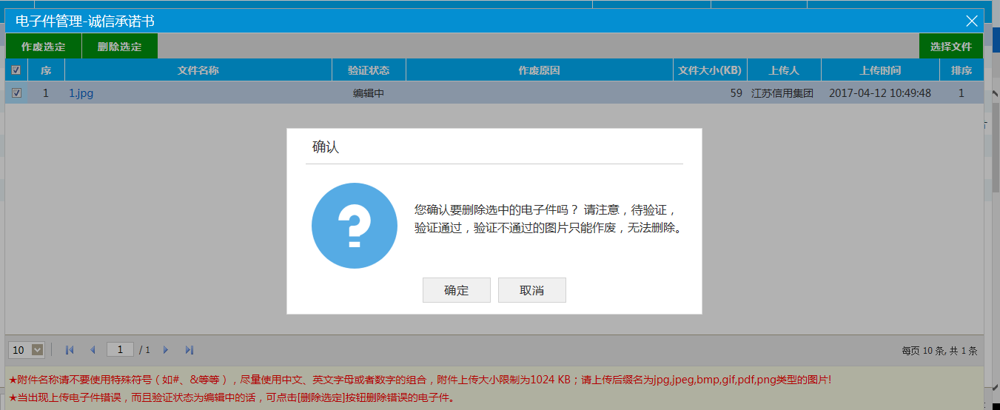 电子件管理-诚信承诺书
作废选定 删除选定 选择文件
序 文件名称 验证状态 作废原因 文件大小(KB) 上传人 上传时间 排序
1 1.jpg 编辑中 59 江苏信用集团 2017-04-12 10:49:48 1
确认
您确认要删除选中的电子件吗？ 请注意，待验证，
验证通过，验证不通过的图片只能作废，无法删除。
确定 取消
10 1 / 1 每页 10 条, 共 1 条
★附件名称请不要使用特殊符号（如#、&等等），尽量使用中文、英文字母或者数字的组合，附件上传大小限制为1024 KB；请上传后缀名为jpg,jpeg,bmp,gif,pdf,png类型的图片!
★当出现上传电子件错误，而且验证状态为编辑中的话，可点击[删除选定]按钮删除错误的电子件。